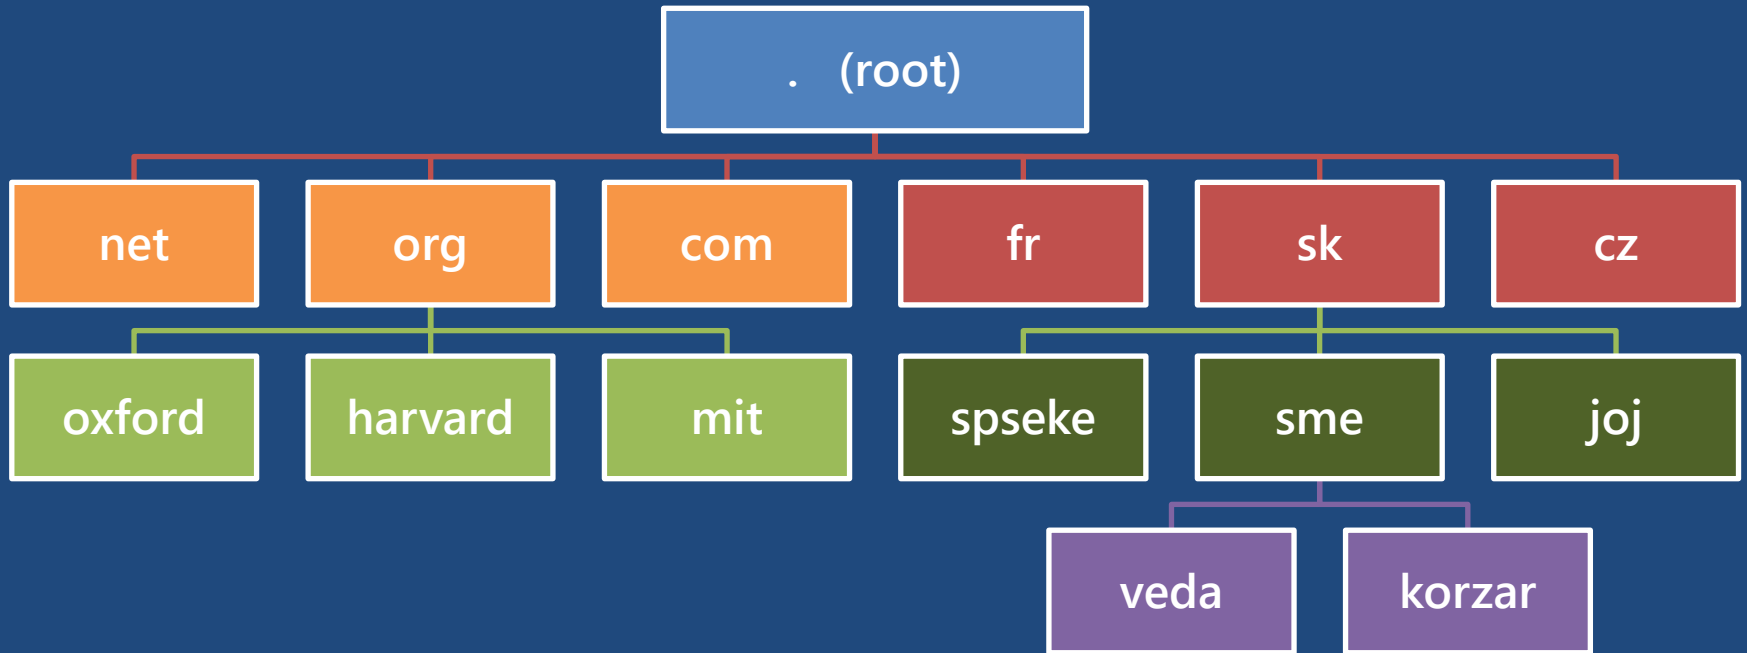 . (root)
net
org
com
fr
sk
cz
oxford
harvard
mit
spseke
sme
joj
veda
korzar